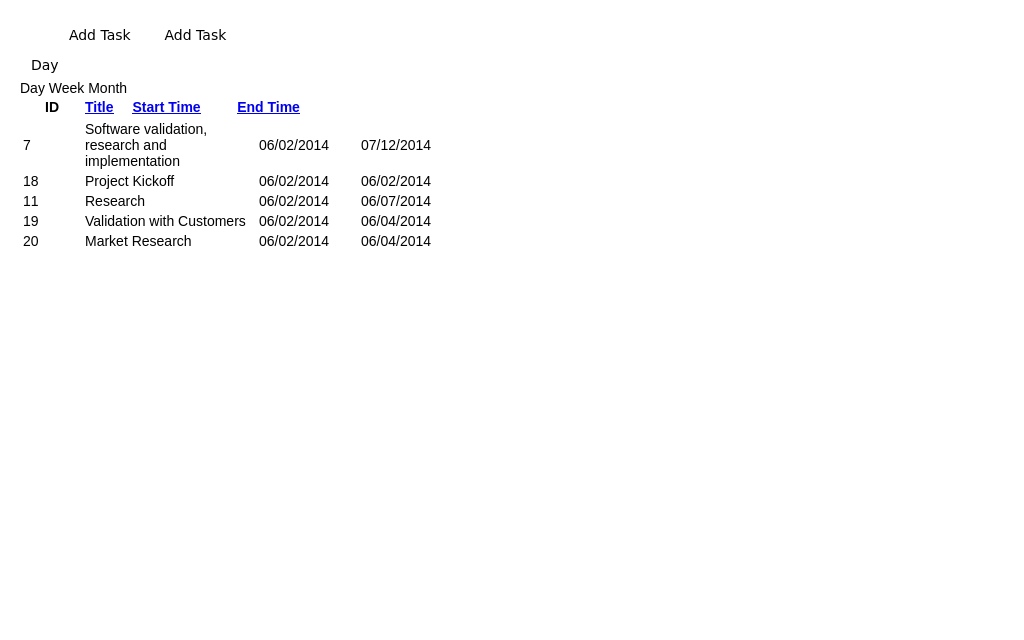 Add Task Add Task
Day
Day Week Month
ID Title Start Time End Time
7 Software validation, research and implementation 06/02/2014 07/12/2014
18 Project Kickoff 06/02/2014 06/02/2014
11 Research 06/02/2014 06/07/2014
19 Validation with Customers 06/02/2014 06/04/2014
20 Market Research 06/02/2014 06/04/2014